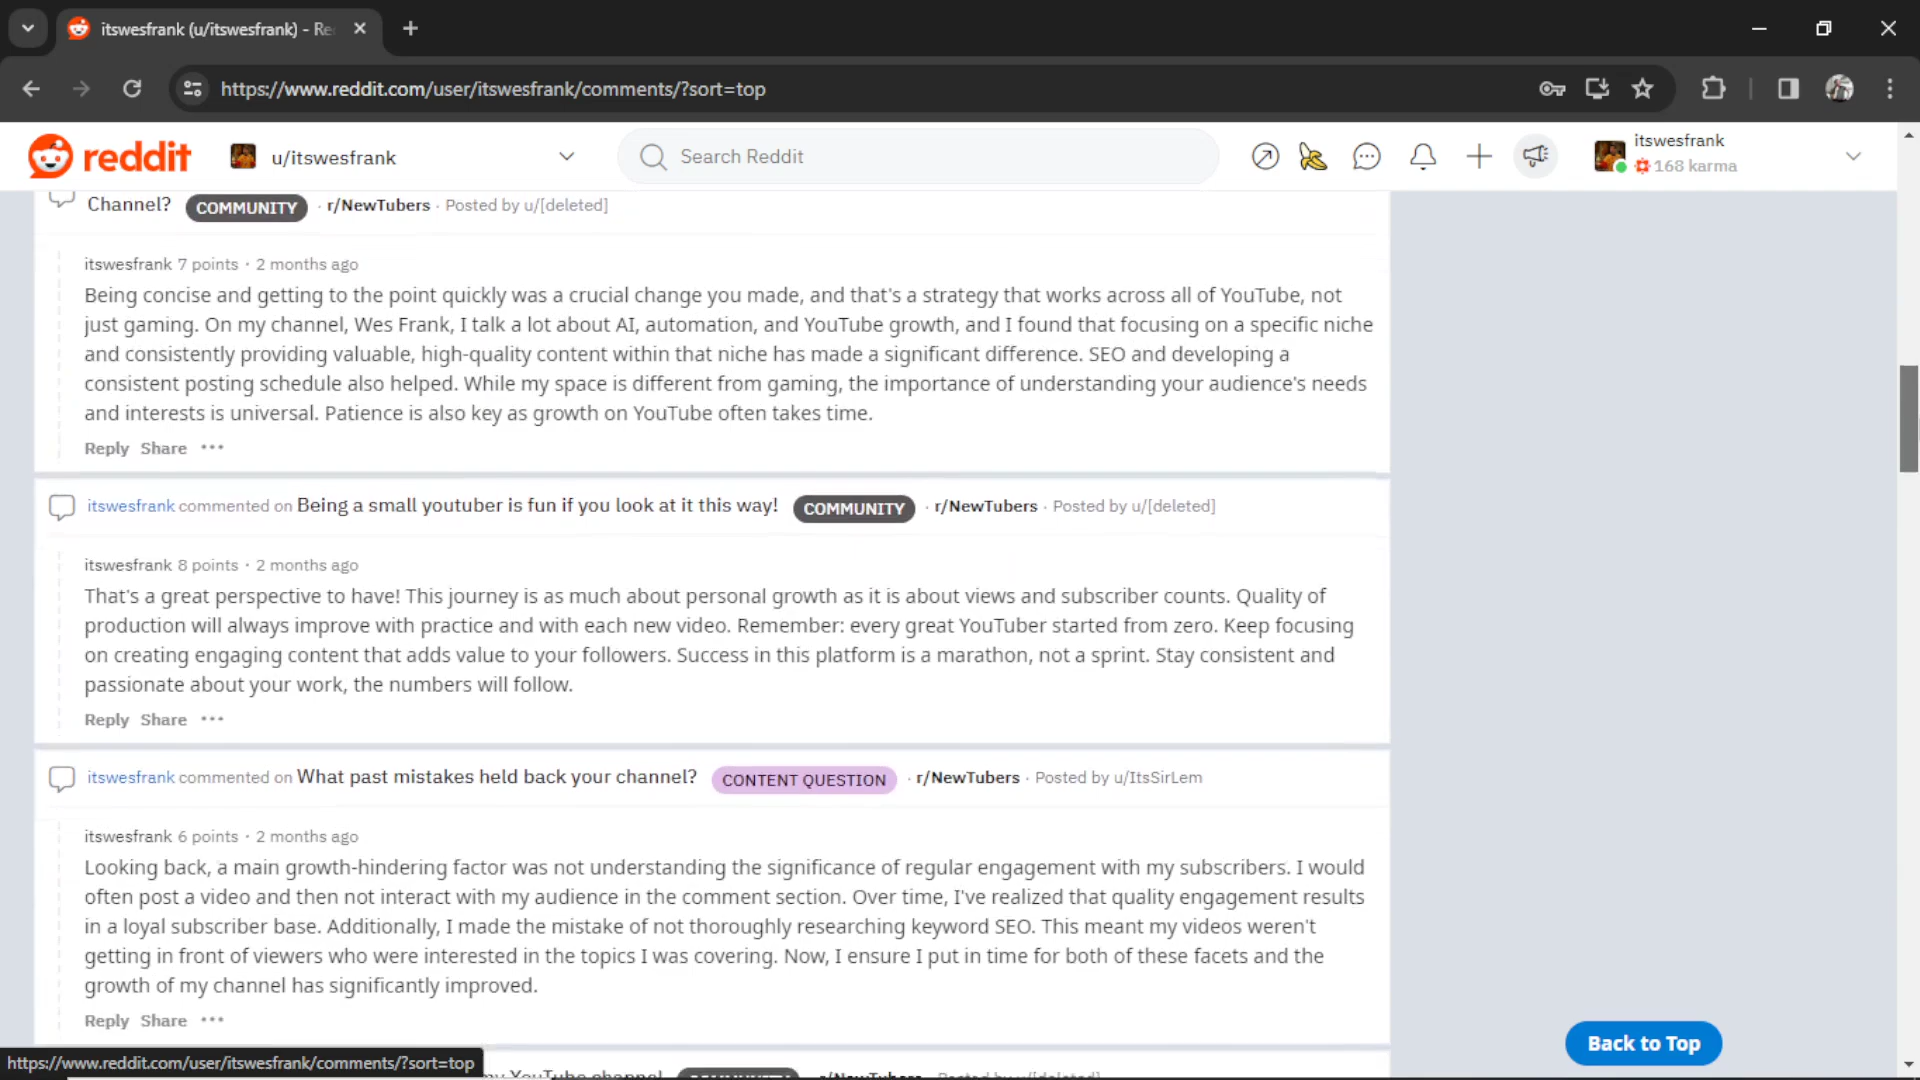 itswesfrank (u/itswesfrank) - Re
https://www.reddit.com/user/itswesfrank/comments/?sort=top
reddit
u/itswesfrank
Search Reddit
itswesfrank
168 karma
Channel? COMMUNITY · r/NewTubers · Posted by u/[deleted]
itswesfrank 7 points · 2 months ago
Being concise and getting to the point quickly was a crucial change you made, and that's a strategy that works across all of YouTube, not
just gaming. On my channel, Wes Frank, I talk a lot about AI, automation, and YouTube growth, and I found that focusing on a specific niche
and consistently providing valuable, high-quality content within that niche has made a significant difference. SEO and developing a
consistent posting schedule also helped. While my space is different from gaming, the importance of understanding your audience's needs
and interests is universal. Patience is also key as growth on YouTube often takes time.
Reply Share ···
itswesfrank commented on Being a small youtuber is fun if you look at it this way! COMMUNITY · r/NewTubers · Posted by u/[deleted]
itswesfrank 8 points · 2 months ago
That's a great perspective to have! This journey is as much about personal growth as it is about views and subscriber counts. Quality of
production will always improve with practice and with each new video. Remember: every great YouTuber started from zero. Keep focusing
on creating engaging content that adds value to your followers. Success in this platform is a marathon, not a sprint. Stay consistent and
passionate about your work, the numbers will follow.
Reply Share ···
itswesfrank commented on What past mistakes held back your channel? CONTENT QUESTION · r/NewTubers · Posted by u/ItsSirLem
itswesfrank 6 points · 2 months ago
Looking back, a main growth-hindering factor was not understanding the significance of regular engagement with my subscribers. I would
often post a video and then not interact with my audience in the comment section. Over time, I've realized that quality engagement results
in a loyal subscriber base. Additionally, I made the mistake of not thoroughly researching keyword SEO. This meant my videos weren't
getting in front of viewers who were interested in the topics I was covering. Now, I ensure I put in time for both of these facets and the
growth of my channel has significantly improved.
Reply Share ···
Back to Top
https://www.reddit.com/user/itswesfrank/comments/?sort=top
my YouTube channel r/NewTubers · Posted by u/[deleted]